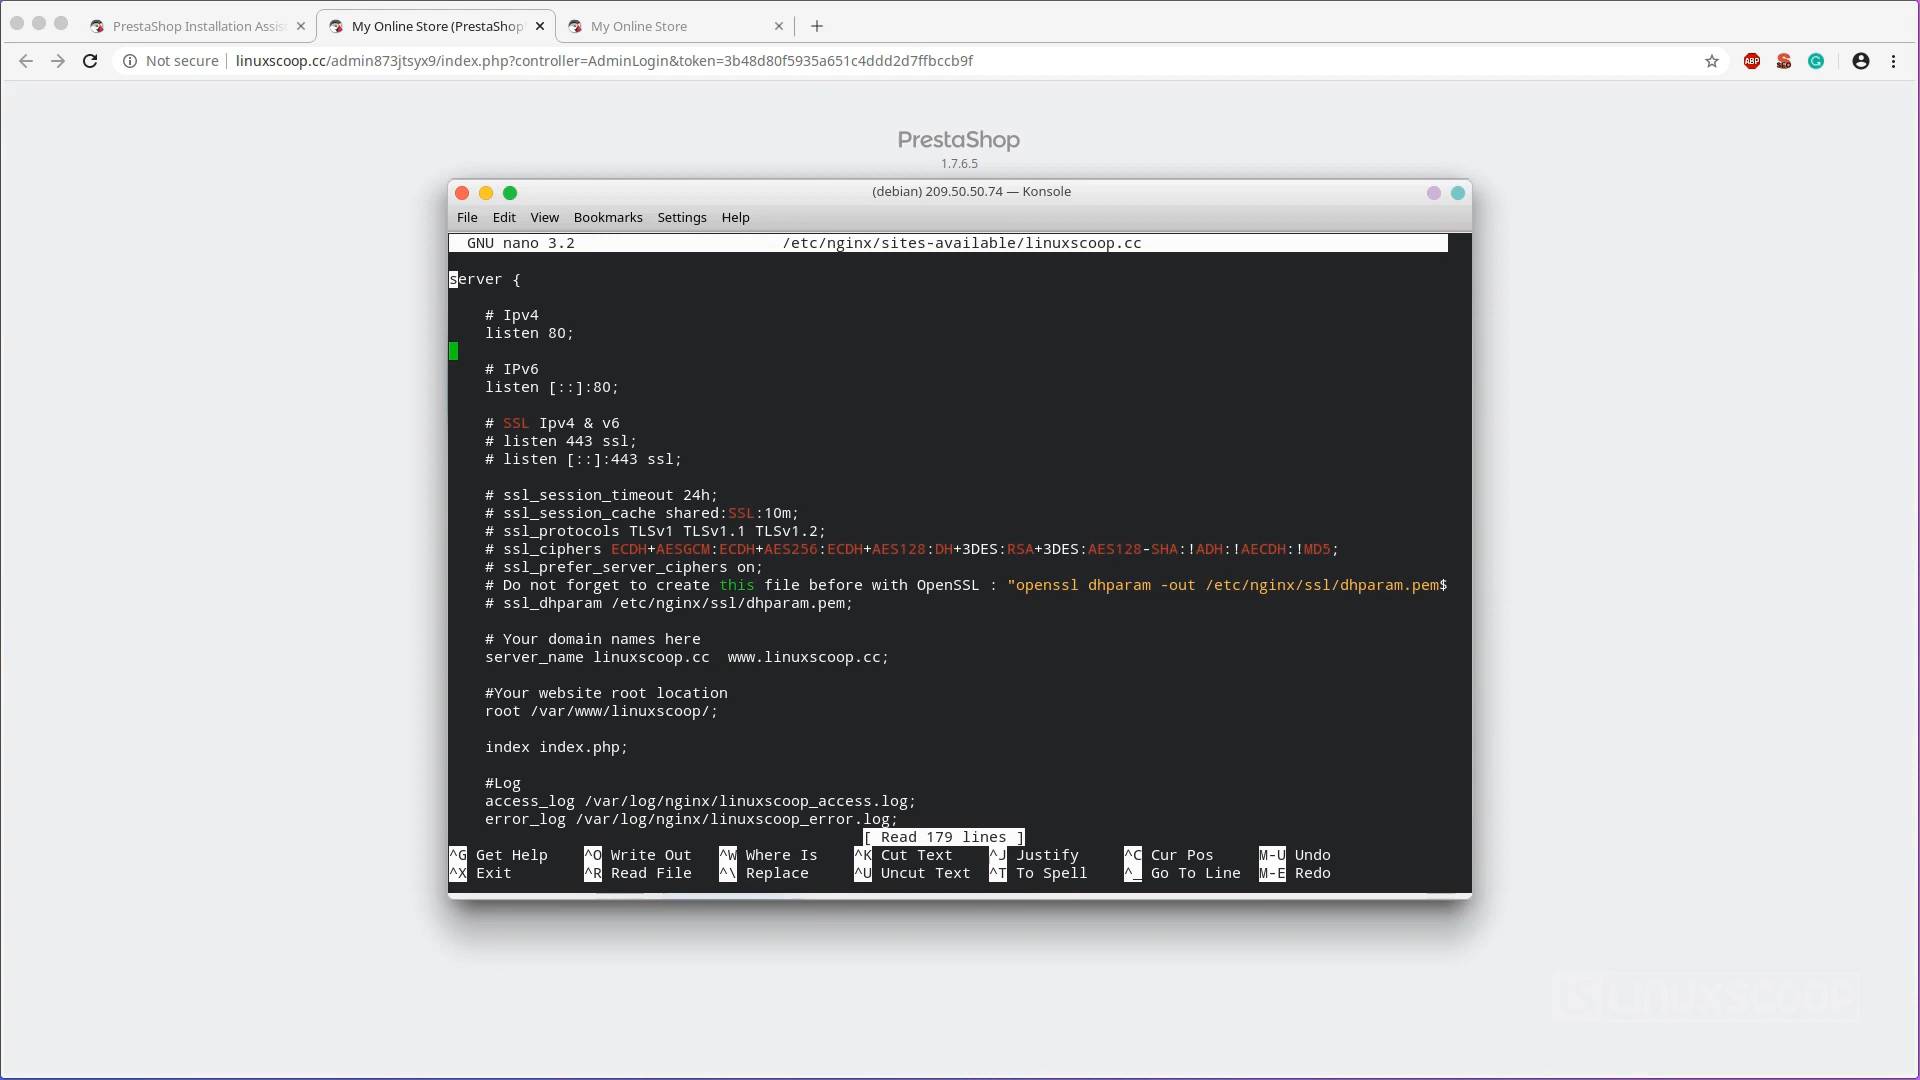 PrestaShop Installation Assis
My Online Store (PrestaShop
My Online Store
Not secure
linuxscoop.cc/admin873jtsyx9/index.php?controller=AdminLogin&token=3b48d80f5935a651c4ddd2d7ffbccb9f
ABP
PrestaShop
1.7.6.5
(debian) 209.50.50.74 — Konsole
File Edit View Bookmarks Settings Help
GNU nano 3.2 /etc/nginx/sites-available/linuxscoop.cc
server {
# Ipv4
listen 80;
# IPv6
listen [::]:80;
# SSL Ipv4 & v6
# listen 443 ssl;
# listen [::]:443 ssl;
# ssl_session_timeout 24h;
# ssl_session_cache shared:SSL:10m;
# ssl_protocols TLSv1 TLSv1.1 TLSv1.2;
# ssl_ciphers ECDH+AESGCM:ECDH+AES256:ECDH+AES128:DH+3DES:RSA+3DES:AES128-SHA:!ADH:!AECDH:!MD5;
# ssl_prefer_server_ciphers on;
# Do not forget to create this file before with OpenSSL : "openssl dhparam -out /etc/nginx/ssl/dhparam.pem$
# ssl_dhparam /etc/nginx/ssl/dhparam.pem;
# Your domain names here
server_name linuxscoop.cc  www.linuxscoop.cc;
#Your website root location
root /var/www/linuxscoop/;
index index.php;
#Log
access_log /var/log/nginx/linuxscoop_access.log;
error_log /var/log/nginx/linuxscoop_error.log;
[ Read 179 lines ]
^G Get Help ^O Write Out ^W Where Is ^K Cut Text ^J Justify ^C Cur Pos M-U Undo
^X Exit ^R Read File ^\ Replace ^U Uncut Text ^T To Spell ^_ Go To Line M-E Redo
LINUXSCOOP